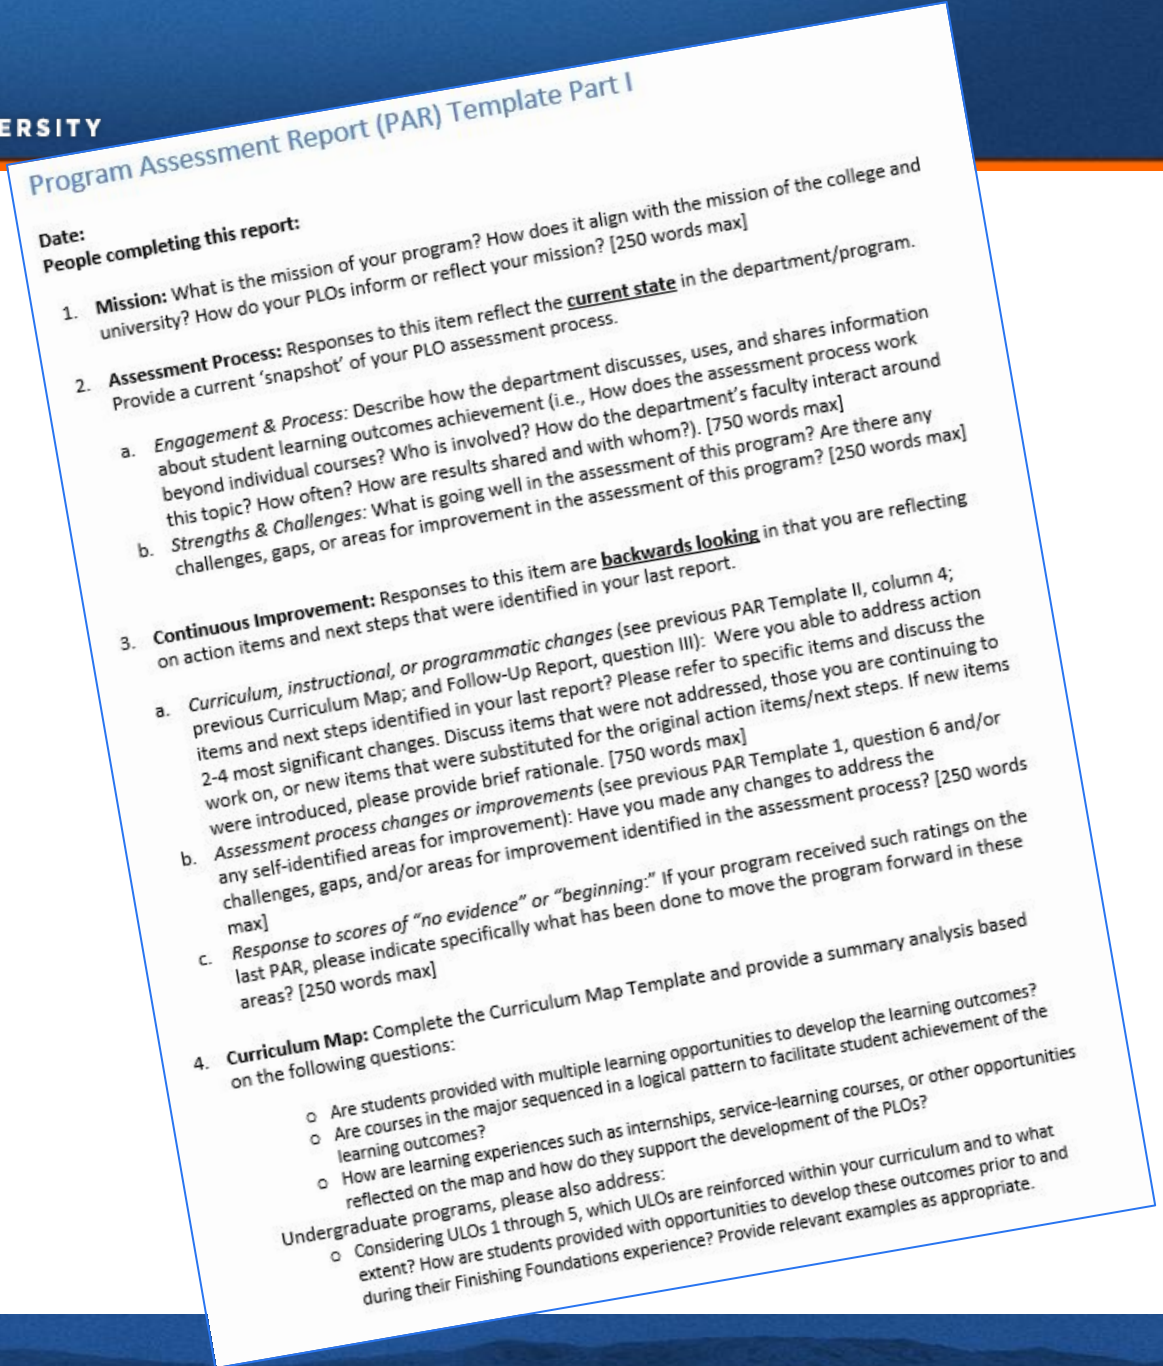 ERSITY
Program Assessment Report (PAR) Template Part I
Date:
People completing this report:
1. Mission: What is the mission of your program? How does it align with the mission of the college and
university? How do your PLOs inform or reflect your mission? [250 words max]
2. Assessment Process: Responses to this item reflect the current state in the department/program.
Provide a current ‘snapshot’ of your PLO assessment process.
a. Engagement & Process: Describe how the department discusses, uses, and shares information
about student learning outcomes achievement (i.e., How does the assessment process work
beyond individual courses? Who is involved? How do the department’s faculty interact around
this topic? How often? How are results shared and with whom?). [750 words max]
b. Strengths & Challenges: What is going well in the assessment of this program? Are there any
challenges, gaps, or areas for improvement in the assessment of this program? [250 words max]
3. Continuous Improvement: Responses to this item are backwards looking in that you are reflecting
on action items and next steps that were identified in your last report.
a. Curriculum, instructional, or programmatic changes (see previous PAR Template II, column 4;
previous Curriculum Map; and Follow-Up Report, question III): Were you able to address action
items and next steps identified in your last report? Please refer to specific items and discuss the
2-4 most significant changes. Discuss items that were not addressed, those you are continuing to
work on, or new items that were substituted for the original action items/next steps. If new items
were introduced, please provide brief rationale. [750 words max]
b. Assessment process changes or improvements (see previous PAR Template 1, question 6 and/or
any self-identified areas for improvement): Have you made any changes to address the
challenges, gaps, and/or areas for improvement identified in the assessment process? [250 words
max]
c. Response to scores of “no evidence” or “beginning:” If your program received such ratings on the
last PAR, please indicate specifically what has been done to move the program forward in these
areas? [250 words max]
4. Curriculum Map: Complete the Curriculum Map Template and provide a summary analysis based
on the following questions:
o Are students provided with multiple learning opportunities to develop the learning outcomes?
o Are courses in the major sequenced in a logical pattern to facilitate student achievement of the
learning outcomes?
o How are learning experiences such as internships, service-learning courses, or other opportunities
reflected on the map and how do they support the development of the PLOs?
Undergraduate programs, please also address:
o Considering ULOs 1 through 5, which ULOs are reinforced within your curriculum and to what
extent? How are students provided with opportunities to develop these outcomes prior to and
during their Finishing Foundations experience? Provide relevant examples as appropriate.